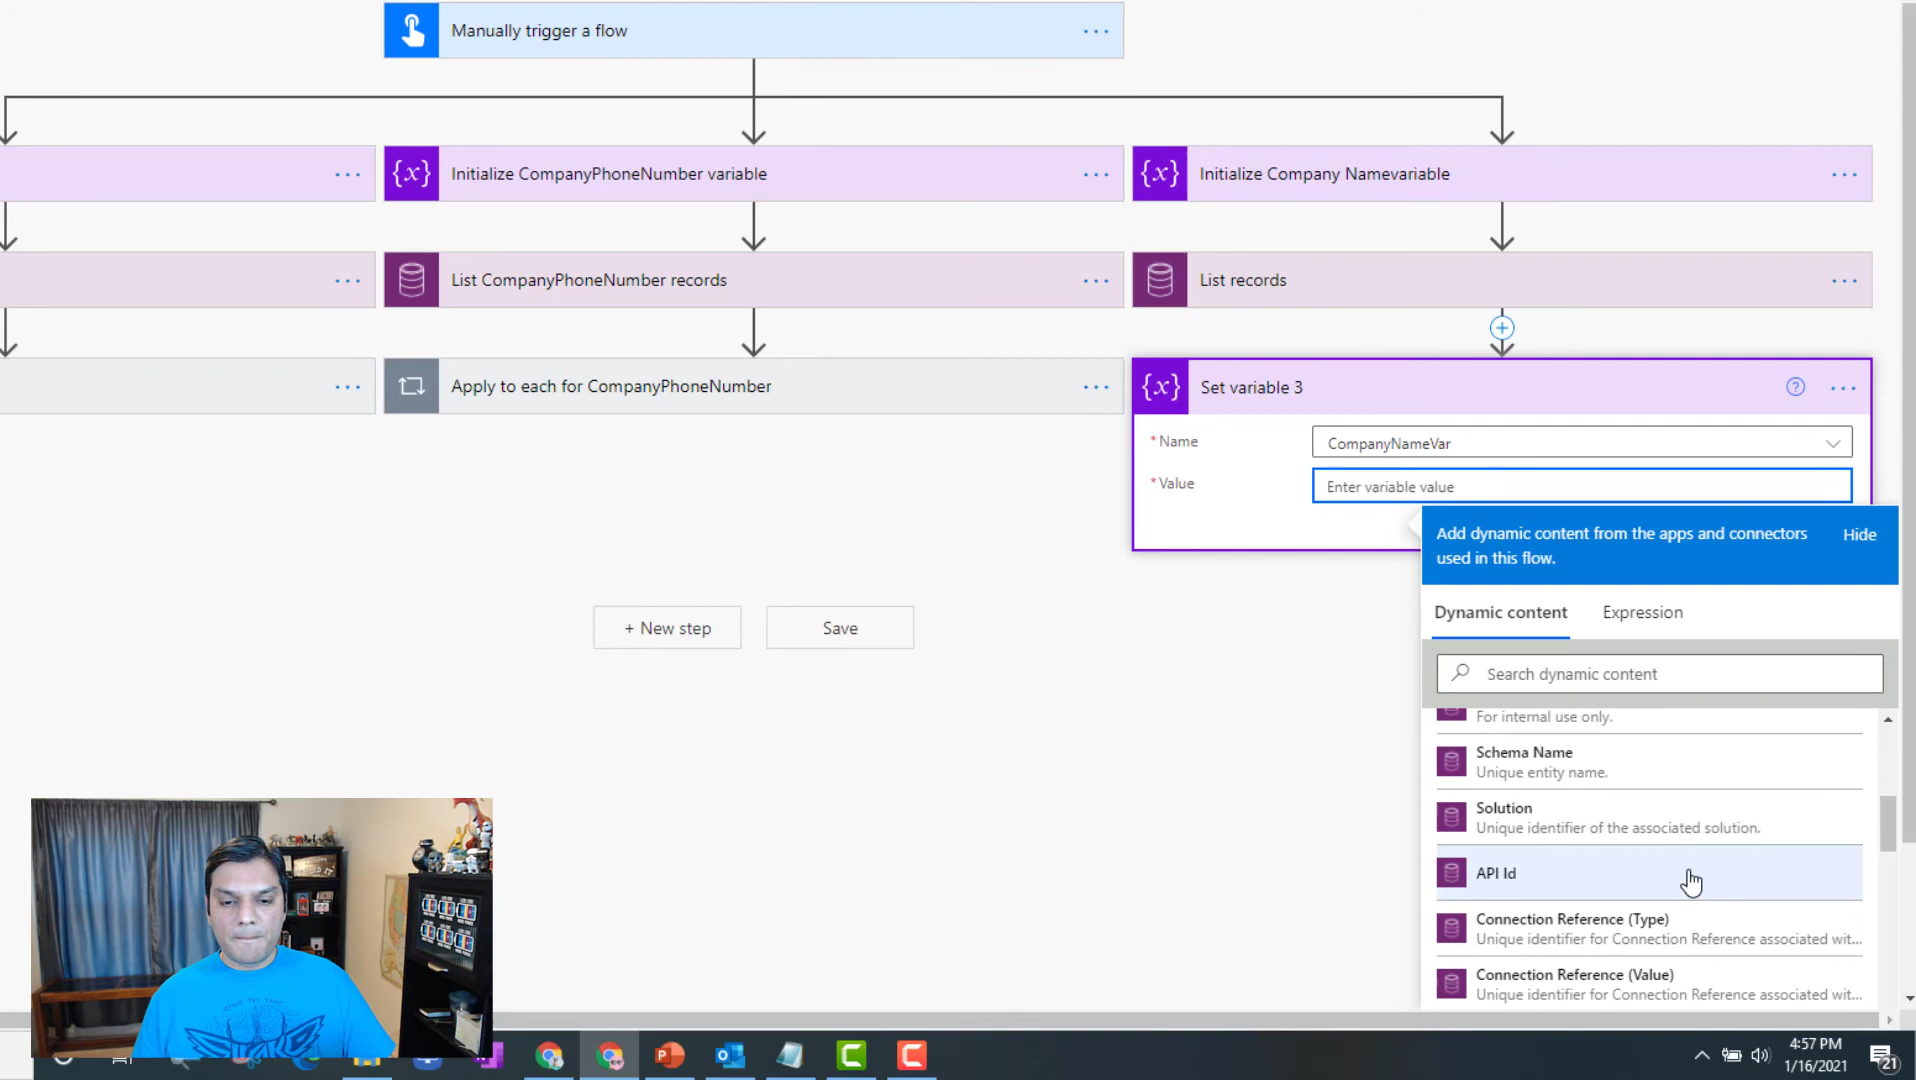 Manually trigger a flow
...
...
{x} Initialize CompanyPhoneNumber variable ...
{x} Initialize Company Namevariable ...
...
List CompanyPhoneNumber records ...
List records ...
...
Apply to each for CompanyPhoneNumber ...
{x} Set variable 3 ? ...
* Name CompanyNameVar
* Value Enter variable value
Add dynamic content from the apps and connectors
used in this flow.
Hide
Dynamic content Expression
+ New step Save
Search dynamic content
For internal use only.
Schema Name
Unique entity name.
Solution
Unique identifier of the associated solution.
API Id
Connection Reference (Type)
Unique identifier for Connection Reference associated wit...
Connection Reference (Value)
Unique identifier for Connection Reference associated wit...
4:57 PM
1/16/2021
21